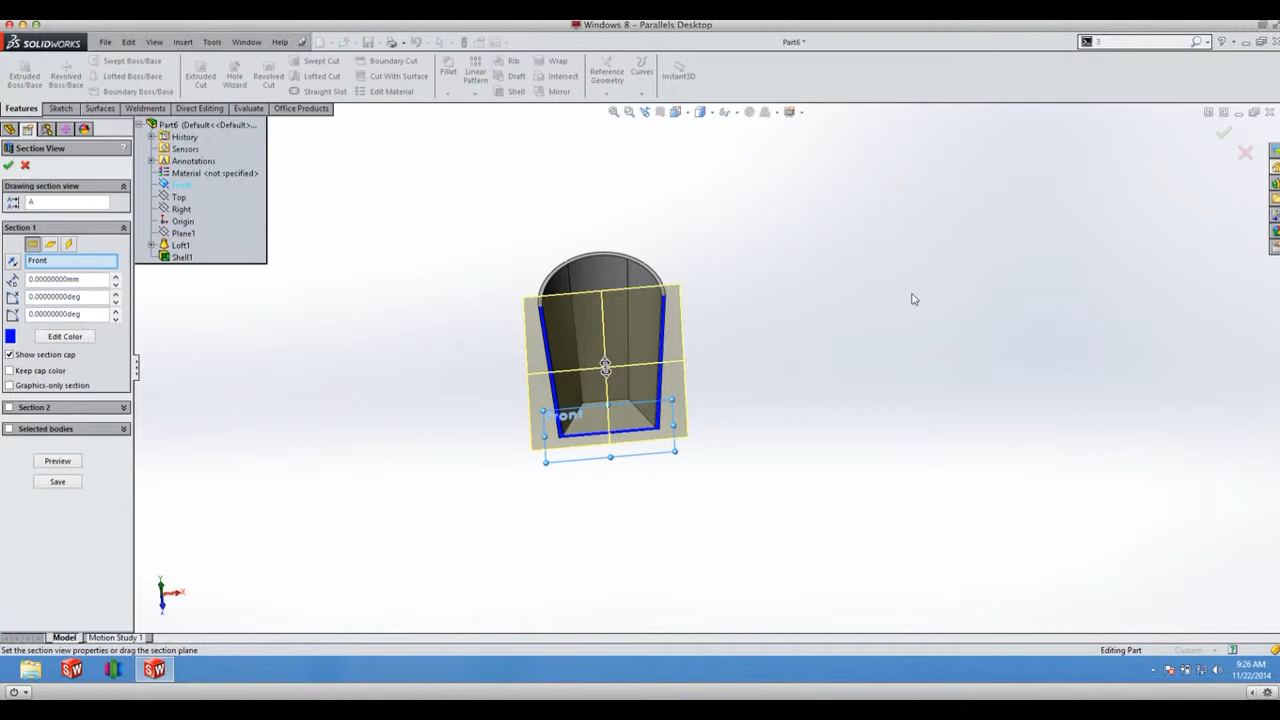 Windows 8 - Parallels Desktop
SOLIDWORKS File Edit View Insert Tools Window Help Part6 * 3
Extruded Boss/Base
Revolved Boss/Base
Swept Boss/Base
Lofted Boss/Base
Boundary Boss/Base
Extruded Cut
Hole Wizard
Revolved Cut
Swept Cut
Lofted Cut
Straight Slot
Boundary Cut
Cut With Surface
Edit Material
Fillet
Linear Pattern
Rib
Draft
Shell
Wrap
Intersect
Mirror
Reference Geometry
Curves
Instant3D
Features Sketch Surfaces Weldments Direct Editing Evaluate Office Products
Section View
Drawing section view
A
Section 1
Front
0.00000000mm
0.00000000deg
0.00000000deg
Edit Color
Show section cap
Keep cap color
Graphics-only section
Section 2
Selected bodies
Preview
Save
Part6 (Default<<Default>...
History
Sensors
Annotations
Material <not specified>
Front
Top
Right
Origin
Plane1
Loft1
Shell1
Front
Y
X
Z
Model Motion Study 1
Set the section view properties or drag the section plane Editing Part Custom
9:26 AM
11/22/2014